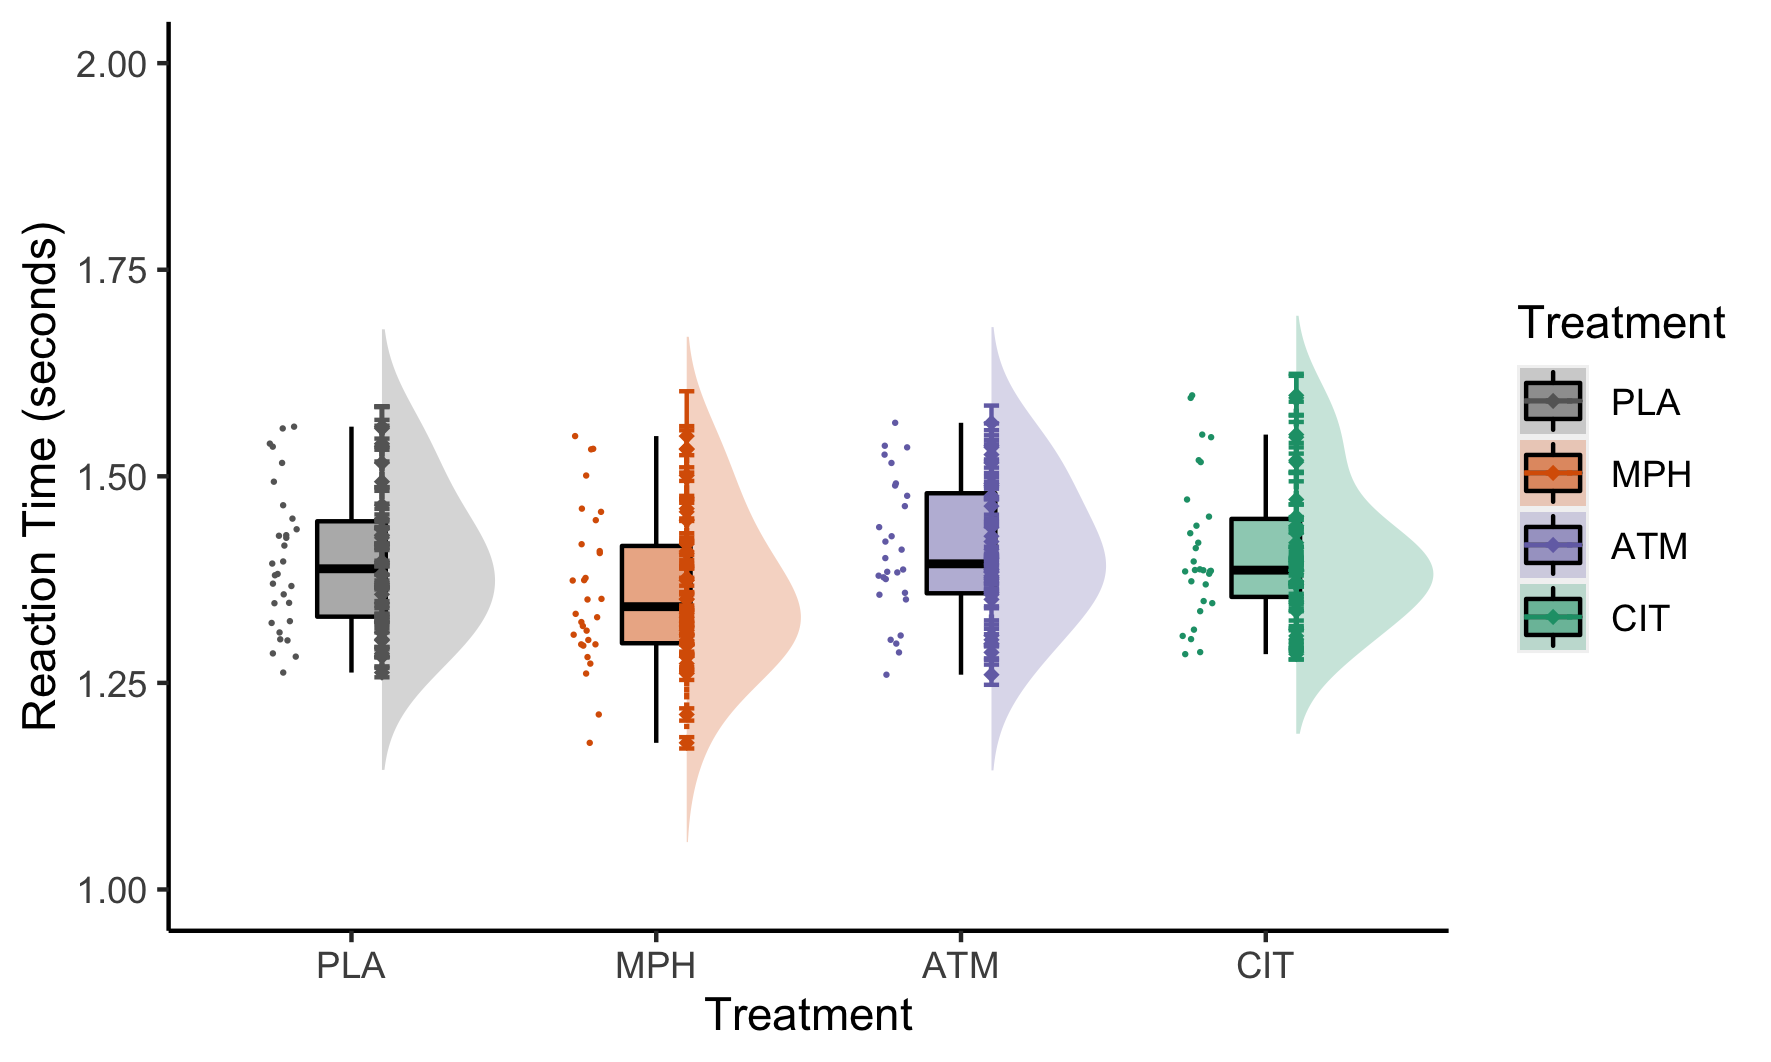 Reaction Time (seconds)
2.00
1.75
1.50
1.25
1.00
PLA
MPH
ATM
CIT
Treatment
Treatment
PLA
MPH
ATM
CIT